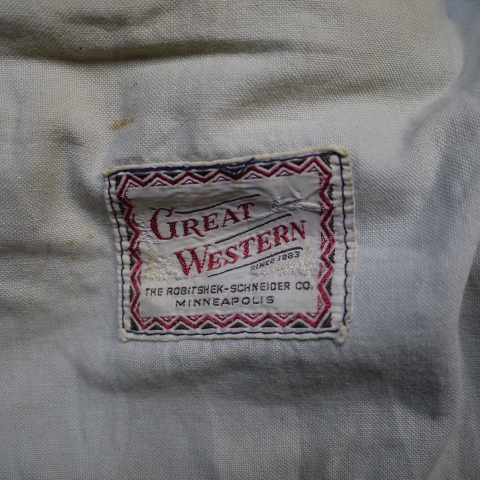 GREAT
WESTERN
SINCE 1883
THE ROBITSHEK-SCHNEIDER CO.
MINNEAPOLIS